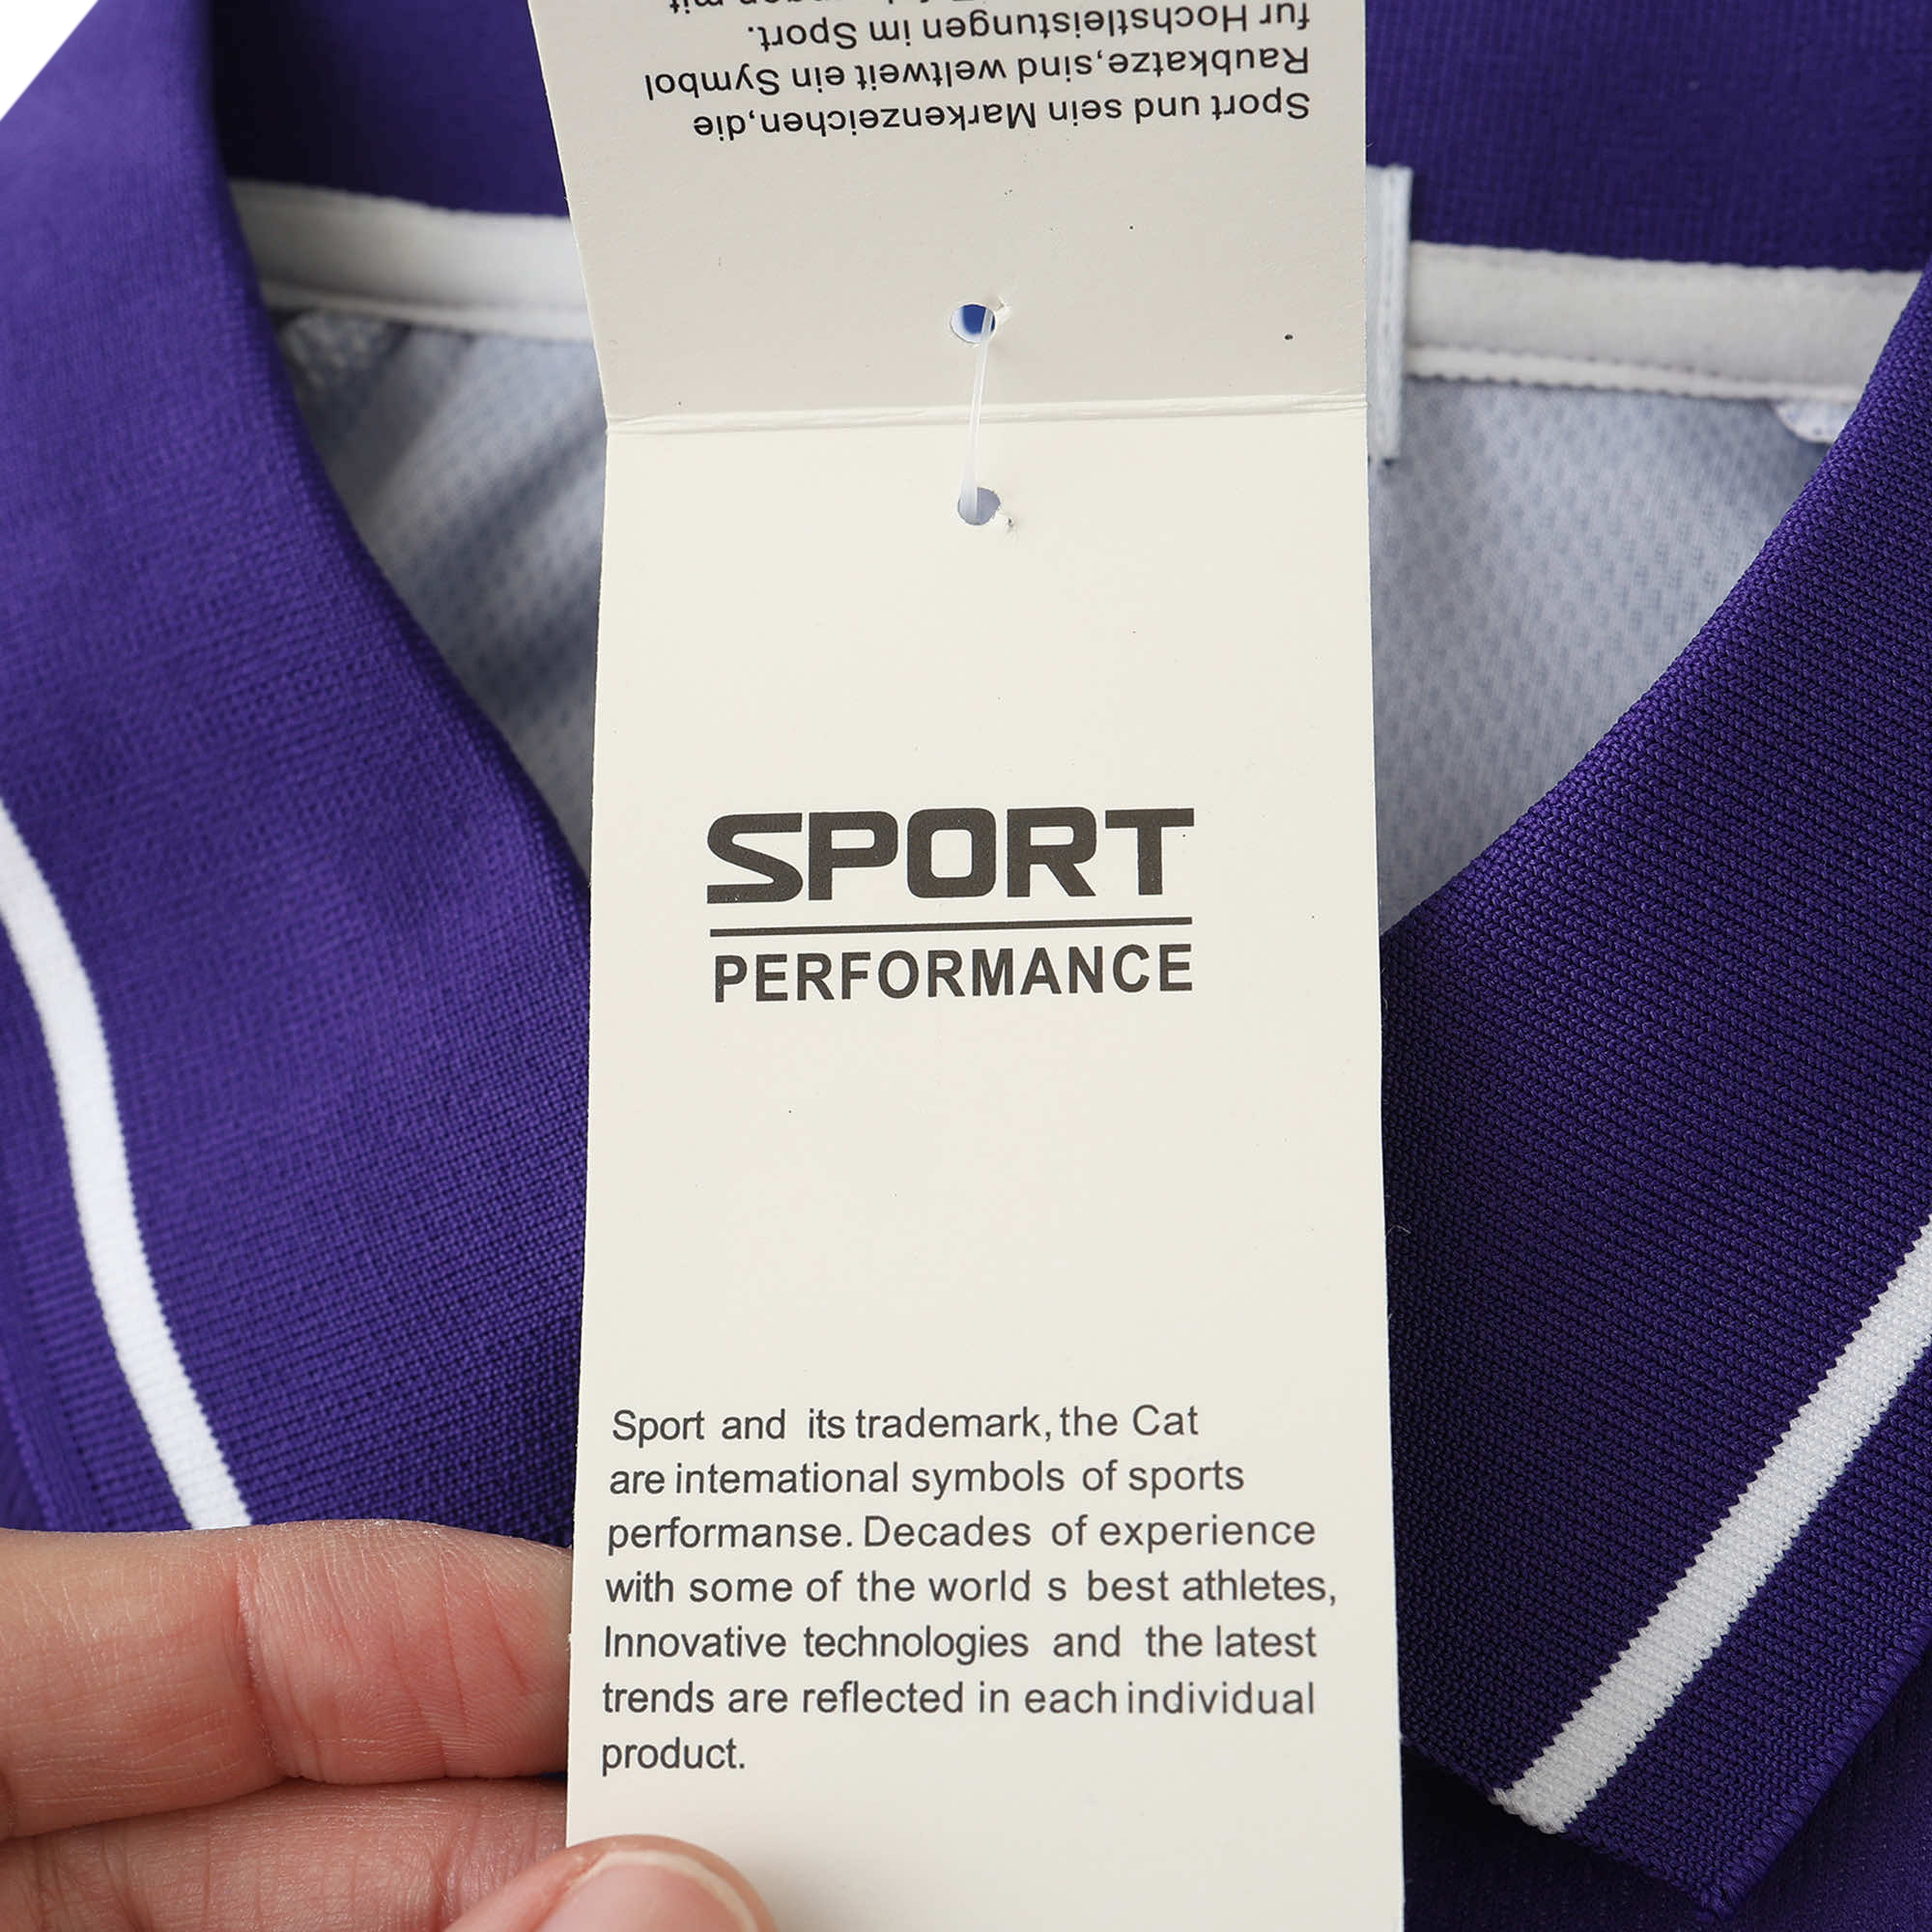 Sport und sein Markenzeichen,die
Raubkatze,sind weltweit ein Symbol
fur Hochstleistungen im Sport.
mit
SPORT
PERFORMANCE
Sport and its trademark, the Cat
are intemational symbols of sports
performanse. Decades of experience
with some of the world s best athletes,
Innovative technologies and the latest
trends are reflected in each individual
product.